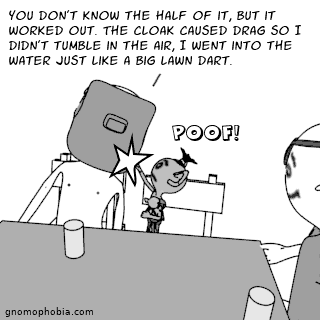 YOU DON'T KNOW THE HALF OF IT, BUT IT
WORKED OUT. THE CLOAK CAUSED DRAG SO I
DIDN'T TUMBLE IN THE AIR, I WENT INTO THE
WATER JUST LIKE A BIG LAWN DART.
POOF!
gnomophobia.com